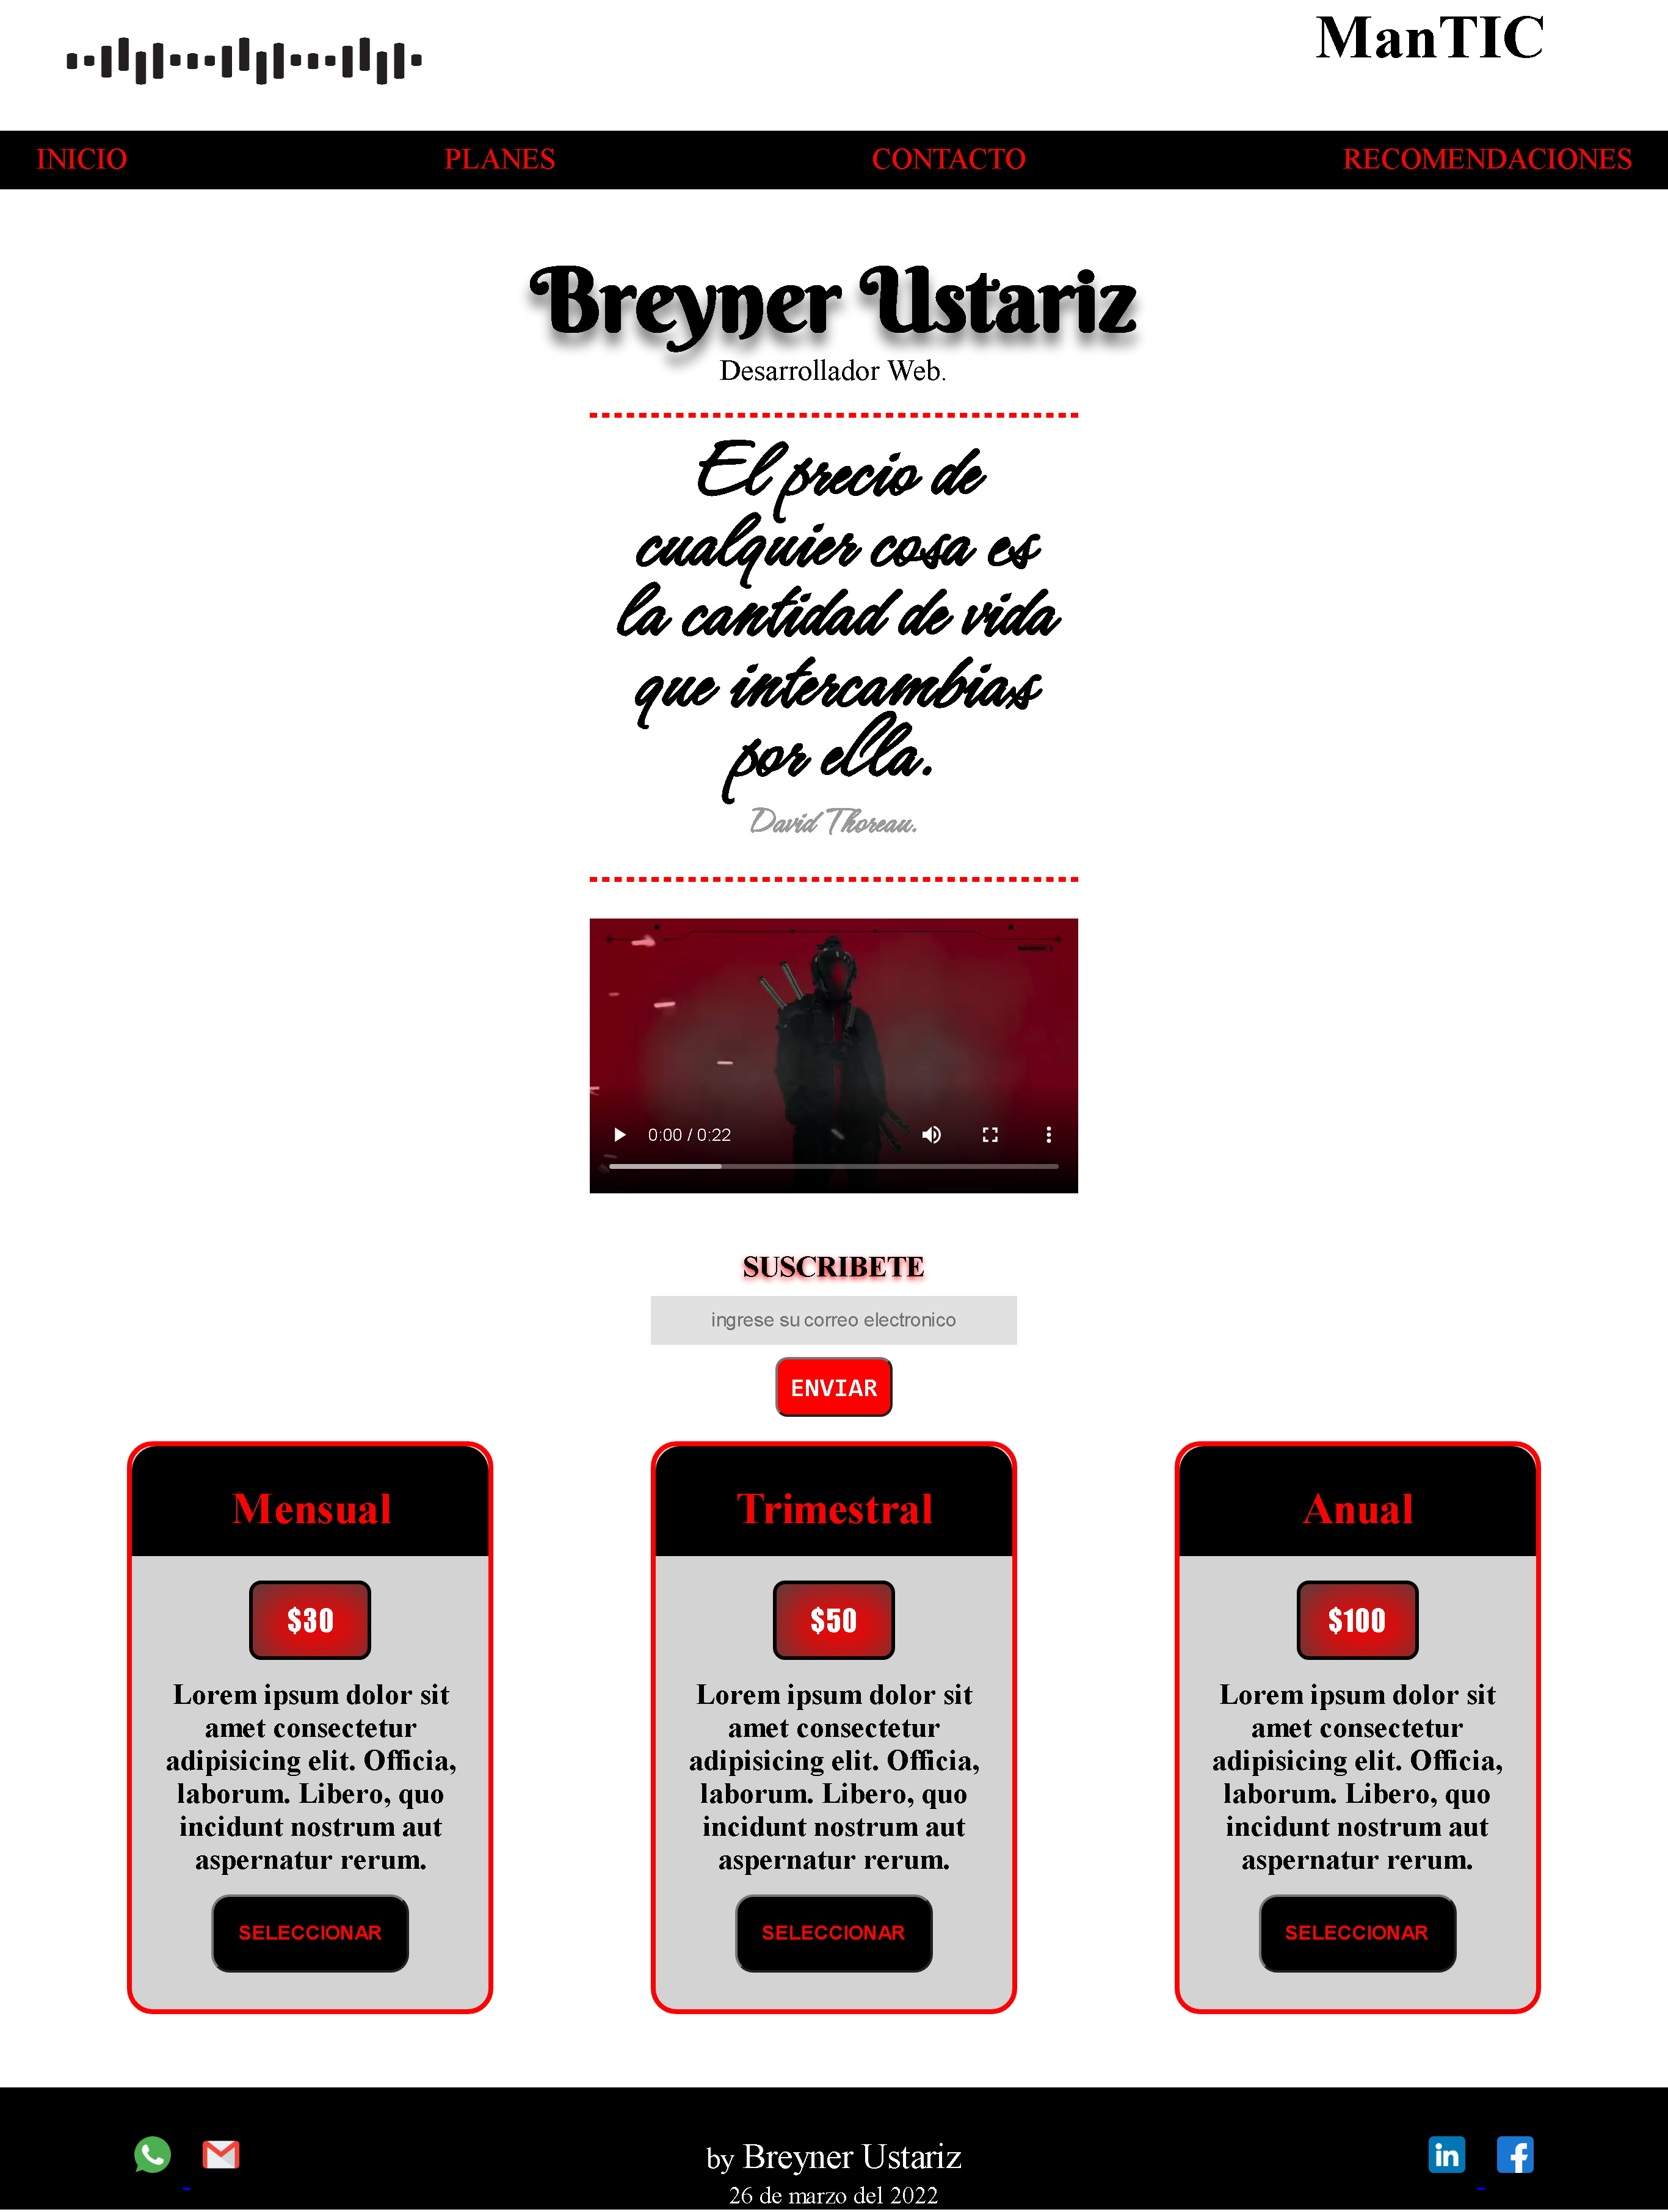 ManTIC
INICIO PLANES CONTACTO RECOMENDACIONES
Breyner Ustariz
Desarrollador Web.
El precio de
cualquier cosa es
la cantidad de vida
que intercambias
por ella.
David Thoreau.
0:00 / 0:22
SUSCRIBETE
ingrese su correo electronico
ENVIAR
Mensual
$30
Lorem ipsum dolor sit
amet consectetur
adipisicing elit. Officia,
laborum. Libero, quo
incidunt nostrum aut
aspernatur rerum.
SELECCIONAR
Trimestral
$50
Lorem ipsum dolor sit
amet consectetur
adipisicing elit. Officia,
laborum. Libero, quo
incidunt nostrum aut
aspernatur rerum.
SELECCIONAR
Anual
$100
Lorem ipsum dolor sit
amet consectetur
adipisicing elit. Officia,
laborum. Libero, quo
incidunt nostrum aut
aspernatur rerum.
SELECCIONAR
by Breyner Ustariz
26 de marzo del 2022